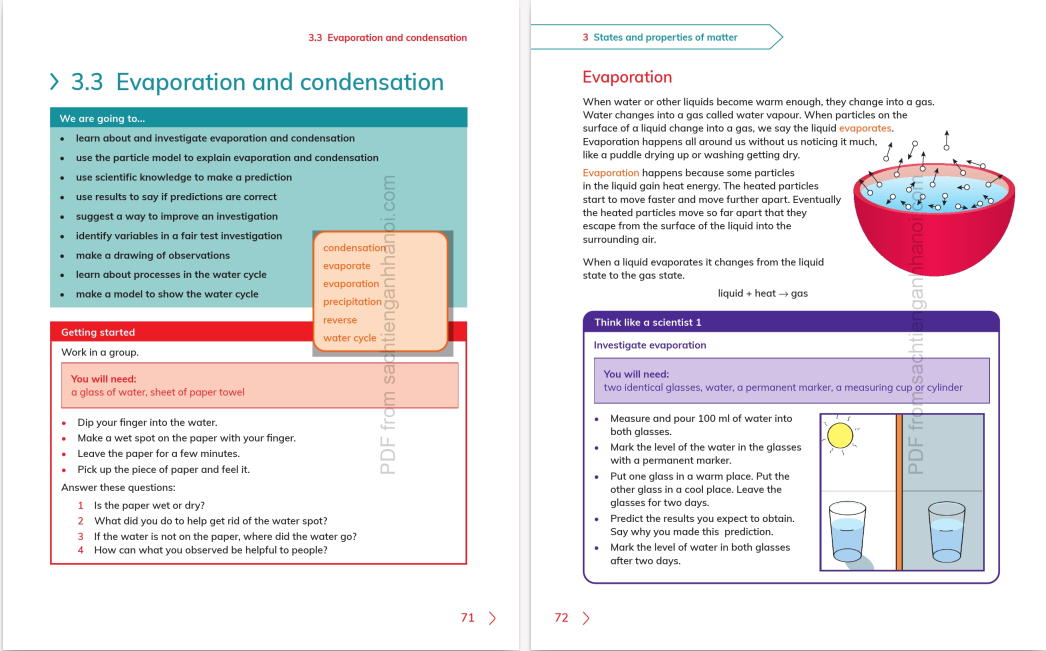 3.3 Evaporation and condensation
3.3 Evaporation and condensation
We are going to...
• learn about and investigate evaporation and condensation
• use the particle model to explain evaporation and condensation
• use scientific knowledge to make a prediction
• use results to say if predictions are correct
• suggest a way to improve an investigation
• identify variables in a fair test investigation
• make a drawing of observations
• learn about processes in the water cycle
• make a model to show the water cycle
condensation
evaporate
evaporation
precipitation
reverse
water cycle
Getting started
Work in a group.
You will need:
a glass of water, sheet of paper towel
• Dip your finger into the water.
• Make a wet spot on the paper with your finger.
• Leave the paper for a few minutes.
• Pick up the piece of paper and feel it.
Answer these questions:
1 Is the paper wet or dry?
2 What did you do to help get rid of the water spot?
3 If the water is not on the paper, where did the water go?
4 How can what you observed be helpful to people?
71
PDF from sachtienganhhanoi.com
3 States and properties of matter
Evaporation
When water or other liquids become warm enough, they change into a gas.
Water changes into a gas called water vapour. When particles on the
surface of a liquid change into a gas, we say the liquid evaporates.
Evaporation happens all around us without us noticing it much,
like a puddle drying up or washing getting dry.
Evaporation happens because some particles
in the liquid gain heat energy. The heated particles
start to move faster and move further apart. Eventually
the heated particles move so far apart that they
escape from the surface of the liquid into the
surrounding air.
When a liquid evaporates it changes from the liquid
state to the gas state.
liquid + heat → gas
Think like a scientist 1
Investigate evaporation
You will need:
two identical glasses, water, a permanent marker, a measuring cup or cylinder
• Measure and pour 100 ml of water into
both glasses.
• Mark the level of the water in the glasses
with a permanent marker.
• Put one glass in a warm place. Put the
other glass in a cool place. Leave the
glasses for two days.
• Predict the results you expect to obtain.
Say why you made this prediction.
• Mark the level of water in both glasses
after two days.
72
PDF from sachtienganhhanoi.com